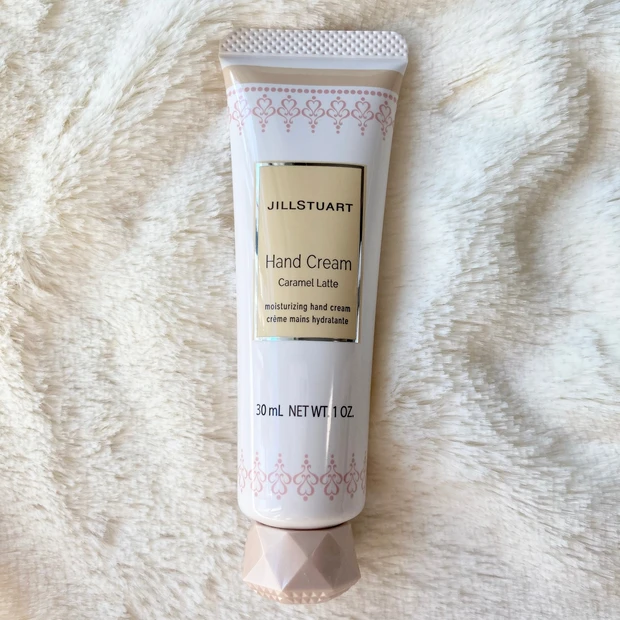 JILLSTUART
Hand Cream
Caramel Latte
moisturizing hand cream
crème mains hydratante
30 mL NET WT. 1 OZ.